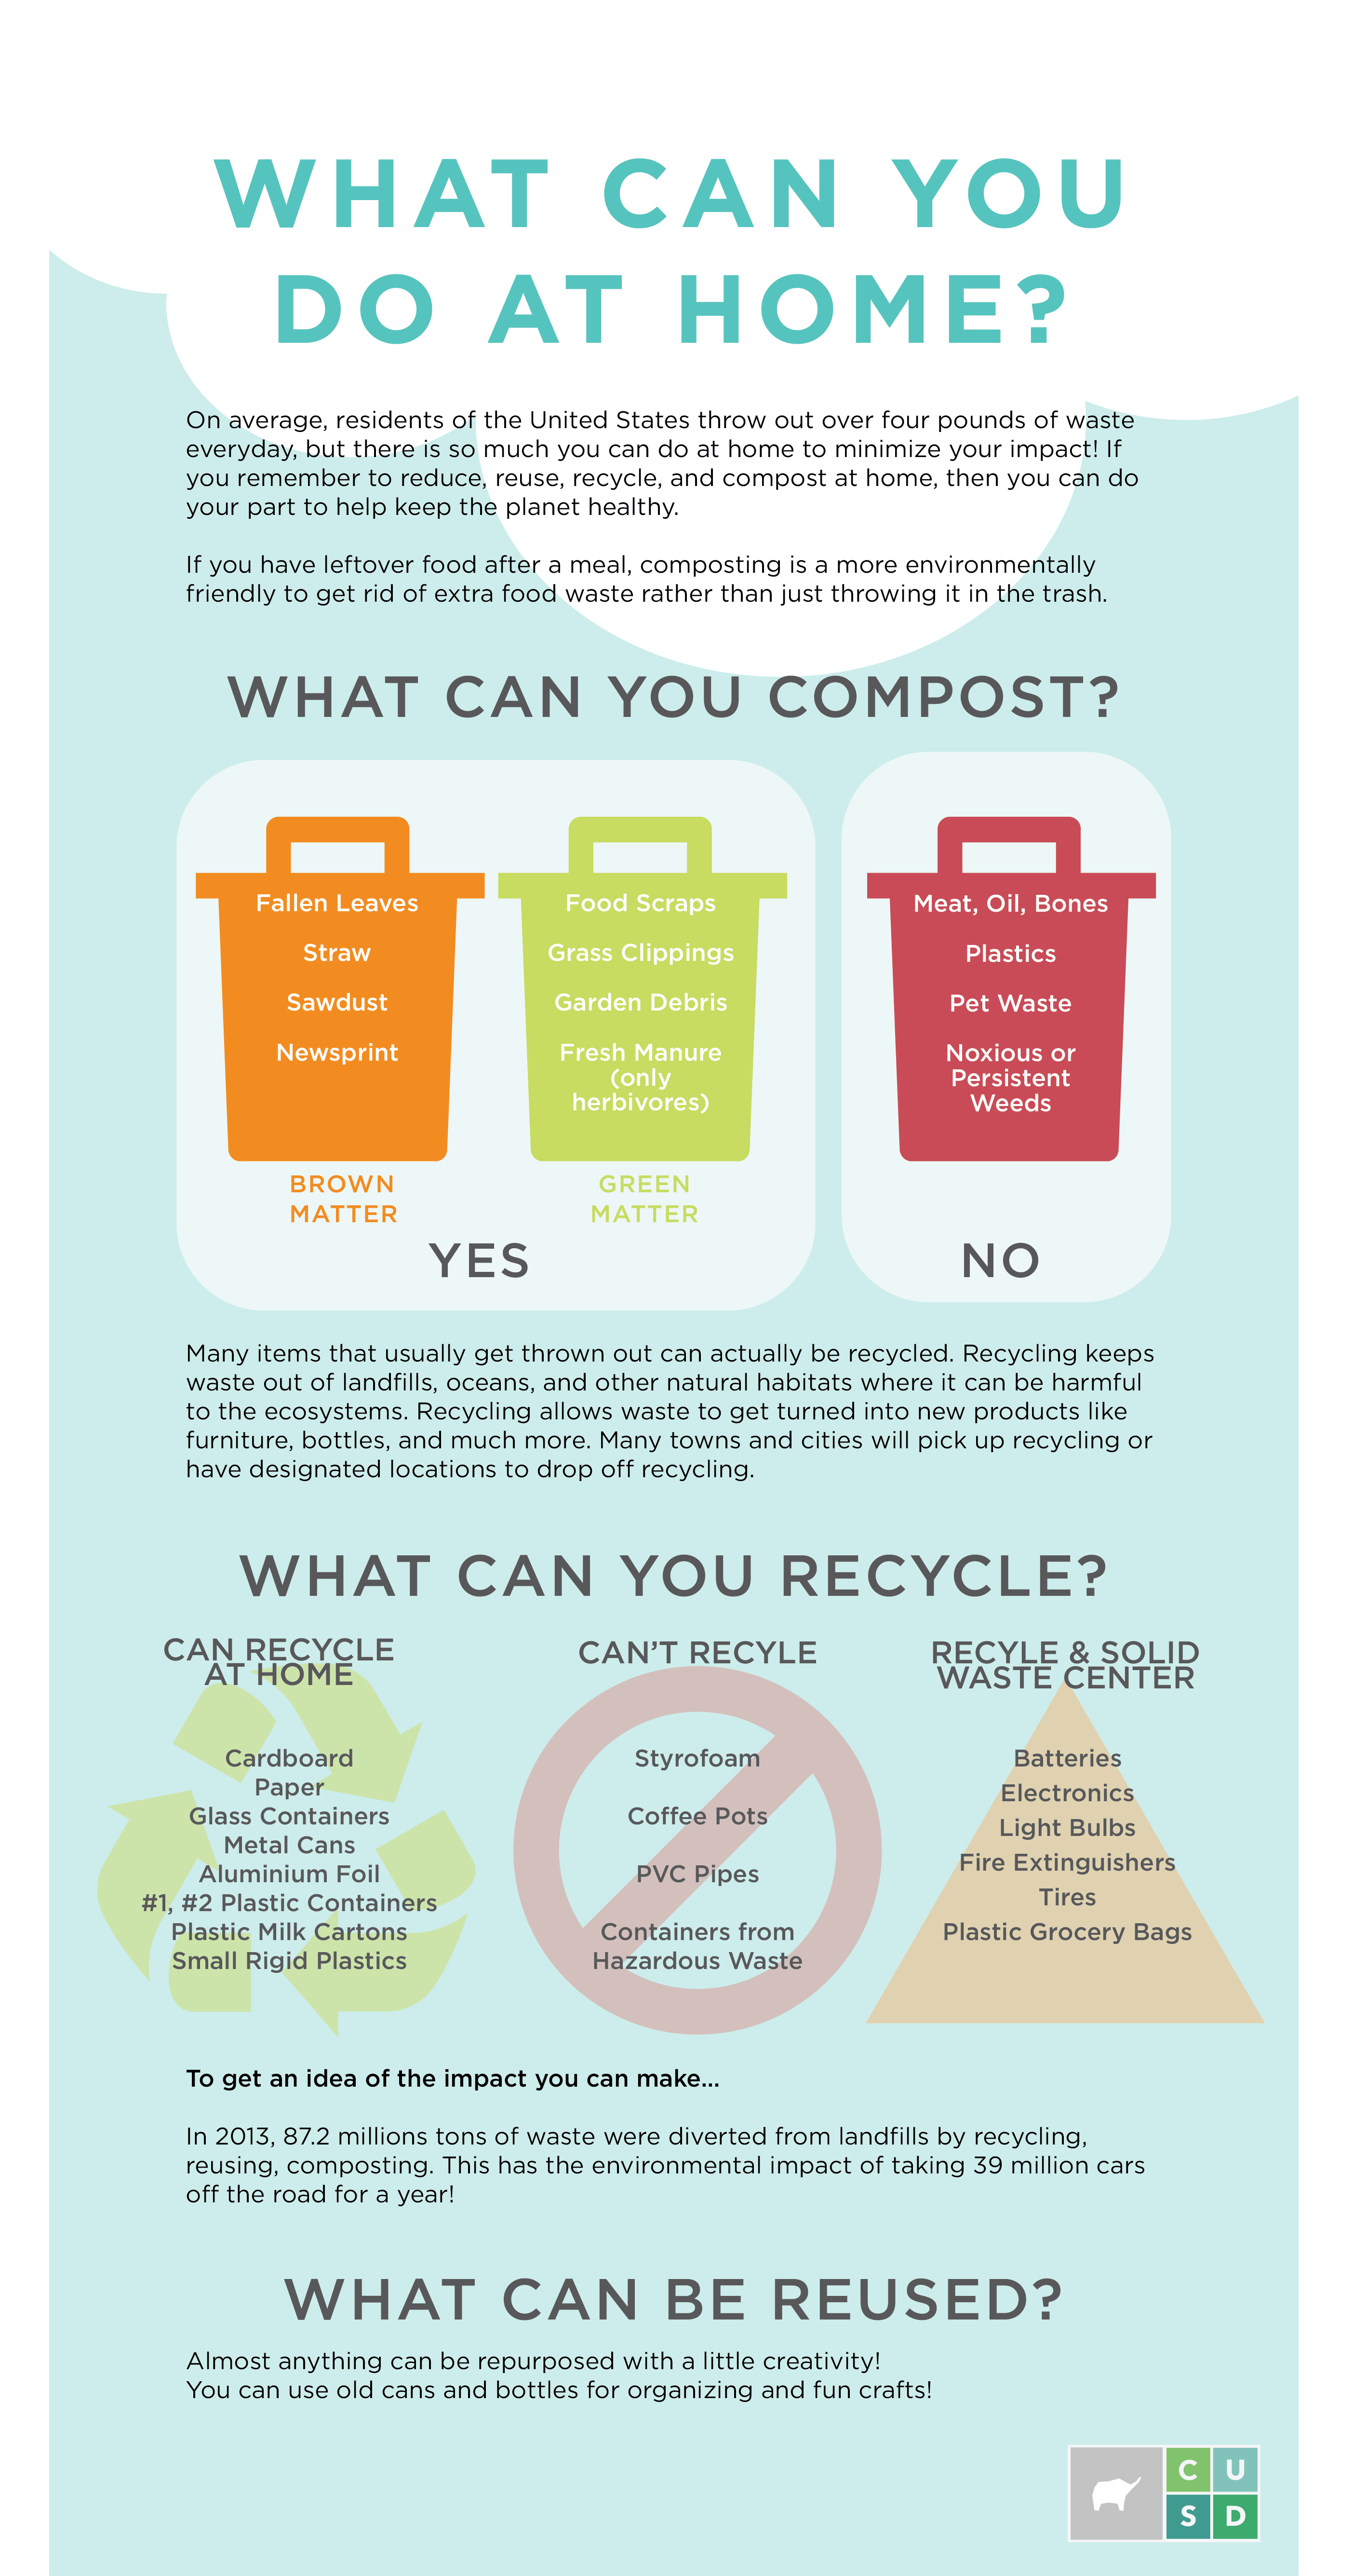 WHAT CAN YOU
DO AT HOME?
On average, residents of the United States throw out over four pounds of waste
everyday, but there is so much you can do at home to minimize your impact! If
you remember to reduce, reuse, recycle, and compost at home, then you can do
your part to help keep the planet healthy.
If you have leftover food after a meal, composting is a more environmentally
friendly to get rid of extra food waste rather than just throwing it in the trash.
WHAT CAN YOU COMPOST?
Fallen Leaves
Straw
Sawdust
Newsprint
BROWN
MATTER
Food Scraps
Grass Clippings
Garden Debris
Fresh Manure
(only
herbivores)
GREEN
MATTER
YES
Meat, Oil, Bones
Plastics
Pet Waste
Noxious or
Persistent
Weeds
NO
Many items that usually get thrown out can actually be recycled. Recycling keeps
waste out of landfills, oceans, and other natural habitats where it can be harmful
to the ecosystems. Recycling allows waste to get turned into new products like
furniture, bottles, and much more. Many towns and cities will pick up recycling or
have designated locations to drop off recycling.
WHAT CAN YOU RECYCLE?
CAN RECYCLE
AT HOME
Cardboard
Paper
Glass Containers
Metal Cans
Aluminium Foil
#1, #2 Plastic Containers
Plastic Milk Cartons
Small Rigid Plastics
CAN'T RECYLE
Styrofoam
Coffee Pots
PVC Pipes
Containers from
Hazardous Waste
RECYLE & SOLID
WASTE CENTER
Batteries
Electronics
Light Bulbs
Fire Extinguishers
Tires
Plastic Grocery Bags
To get an idea of the impact you can make...
In 2013, 87.2 millions tons of waste were diverted from landfills by recycling,
reusing, composting. This has the environmental impact of taking 39 million cars
off the road for a year!
WHAT CAN BE REUSED?
Almost anything can be repurposed with a little creativity!
You can use old cans and bottles for organizing and fun crafts!
C U
S D